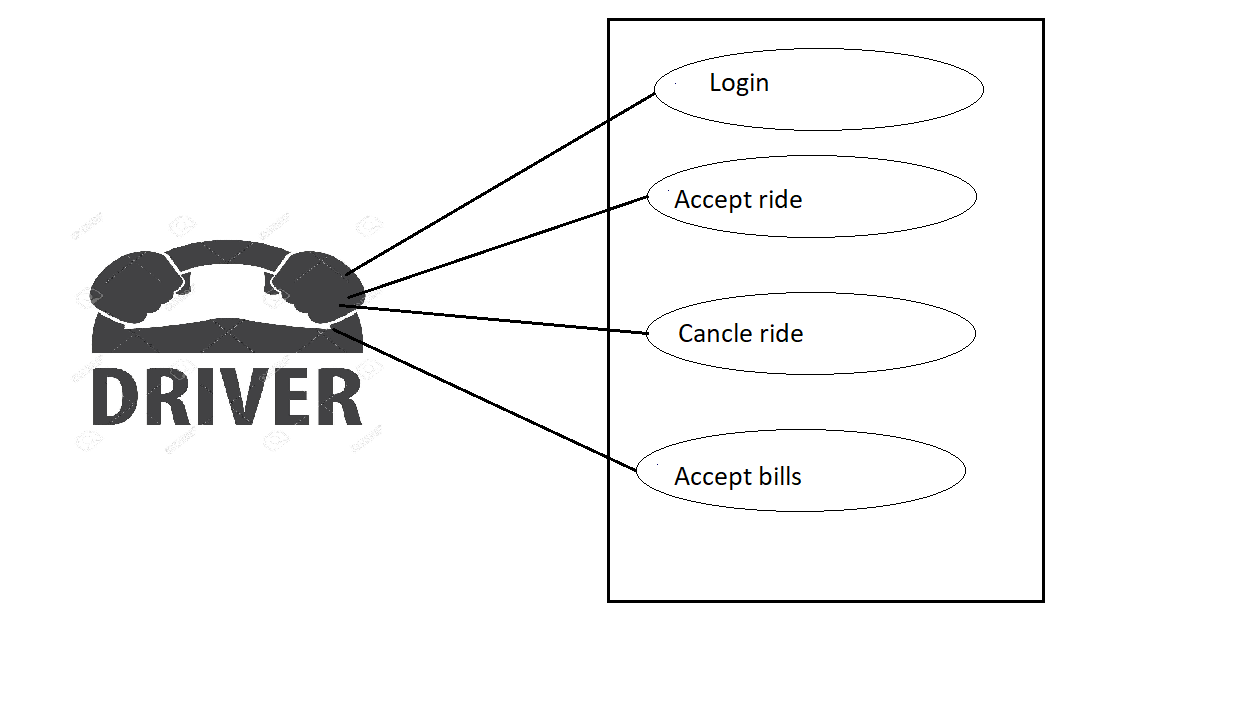 Login
Accept ride
Cancle ride
DRIVER
Accept bills